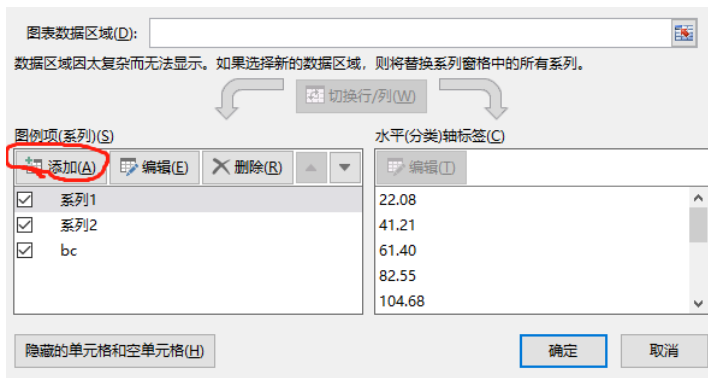 图表数据区域(D):
数据区域因太复杂而无法显示。如果选择新的数据区域，则将替换系列窗格中的所有系列。
切换行/列(W)
图例项(系列)(S)
水平(分类)轴标签(C)
添加(A) 编辑(E) 删除(R)
编辑(T)
系列1
系列2
bc
22.08
41.21
61.40
82.55
104.68
隐藏的单元格和空单元格(H)
确定 取消